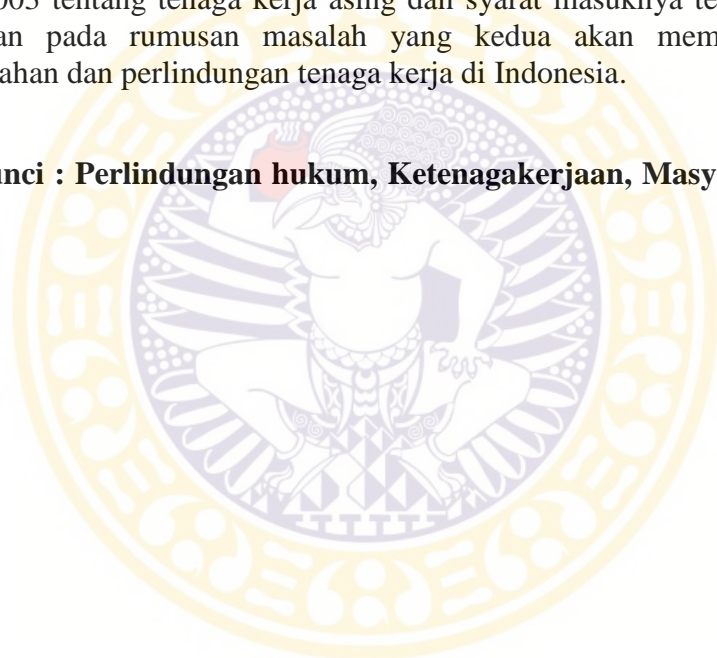 003 tentang tenaga kerja asing dan syarat masuknya te
an pada rumusan masalah yang kedua akan mem
ahan dan perlindungan tenaga kerja di Indonesia.
unci : Perlindungan hukum, Ketenagakerjaan, Masy